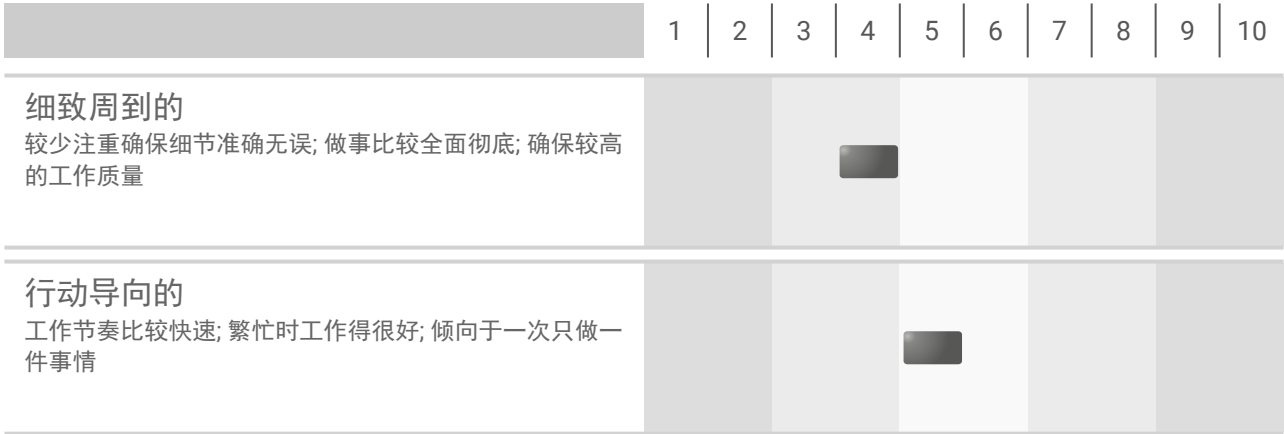 1 2 3 4 5 6 7 8 9 10
细致周到的
较少注重确保细节准确无误; 做事比较全面彻底; 确保较高
的工作质量
行动导向的
工作节奏比较快速; 繁忙时工作得很好; 倾向于一次只做一
件事情